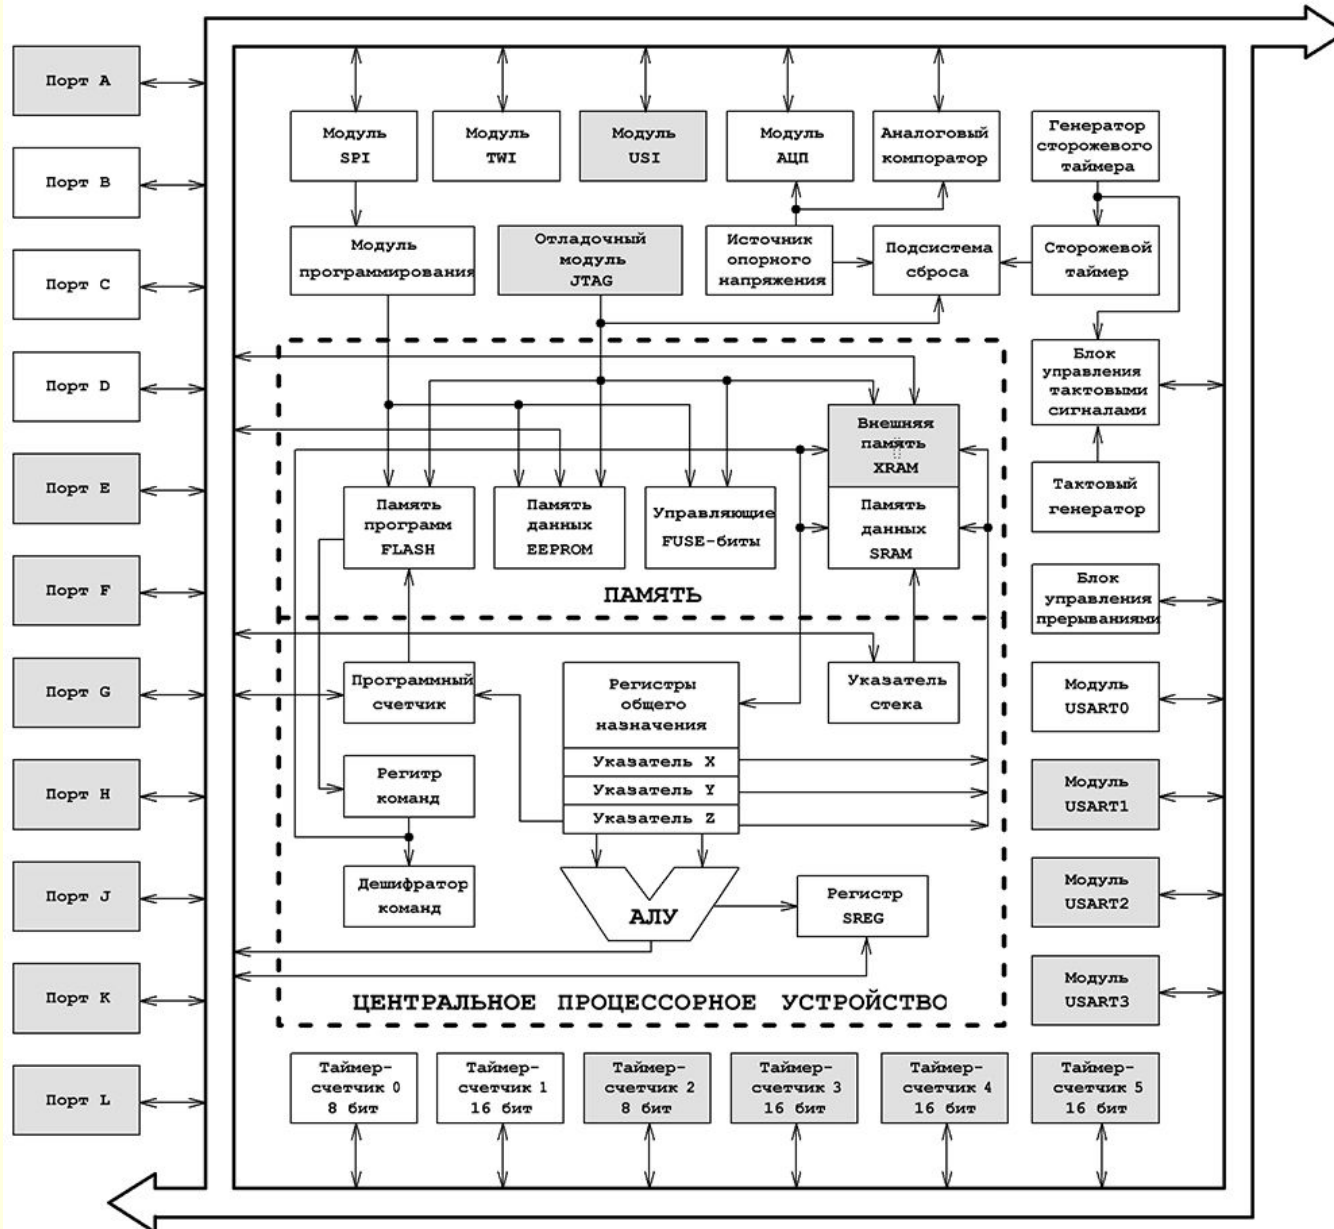 Порт A
Порт B
Порт C
Порт D
Порт E
Порт F
Порт G
Порт H
Порт J
Порт K
Порт L
Модуль
SPI
Модуль
TWI
Модуль
USI
Модуль
АЦП
Аналоговый
компоратор
Генератор
сторожевого
таймера
Модуль
программирования
Отладочный
модуль
JTAG
Источник
опорного
напряжения
Подсистема
сброса
Сторожевой
таймер
Блок
управления
тактовыми
сигналами
Внешняя
память
XRAM
Память
программ
FLASH
Память
данных
EEPROM
Управляющие
FUSE-биты
Память
данных
SRAM
Тактовый
генератор
ПАМЯТЬ
Блок
управления
прерываниями
Программный
счетчик
Регистры
общего
назначения
Указатель
стека
Модуль
USART0
Указатель X
Указатель Y
Указатель Z
Регитр
команд
Модуль
USART1
Дешифратор
команд
АЛУ
Регистр
SREG
Модуль
USART2
Модуль
USART3
ЦЕНТРАЛЬНОЕ ПРОЦЕССОРНОЕ УСТРОЙСТВО
Таймер-
счетчик 0
8 бит
Таймер-
счетчик 1
16 бит
Таймер-
счетчик 2
8 бит
Таймер-
счетчик 3
16 бит
Таймер-
счетчик 4
16 бит
Таймер-
счетчик 5
16 бит